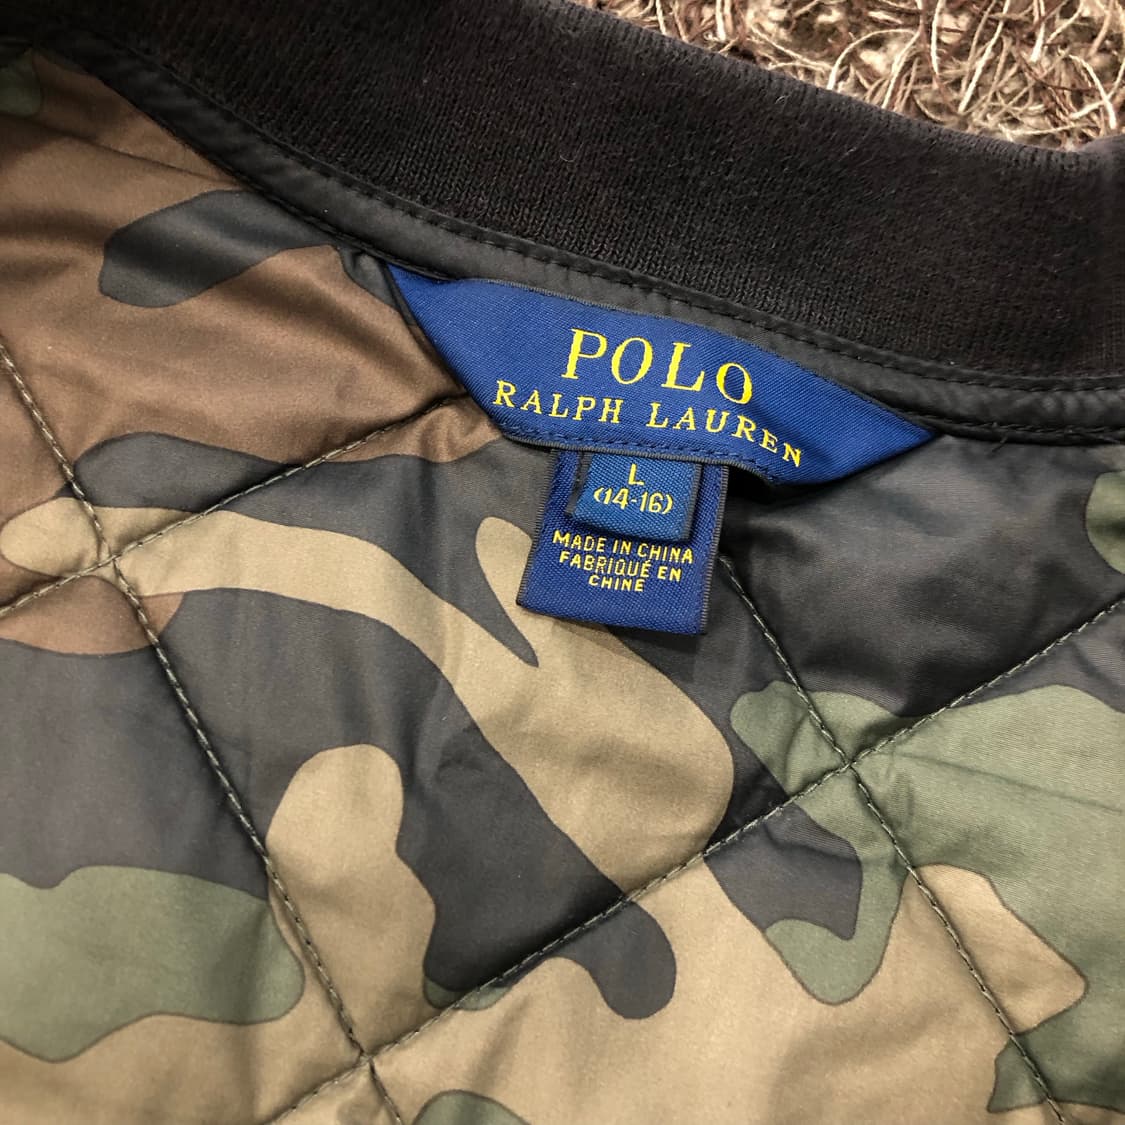 POLO
RALPH LAUREN
L
(14-16)
MADE IN CHINA
FABRIQUÉ EN
CHINE